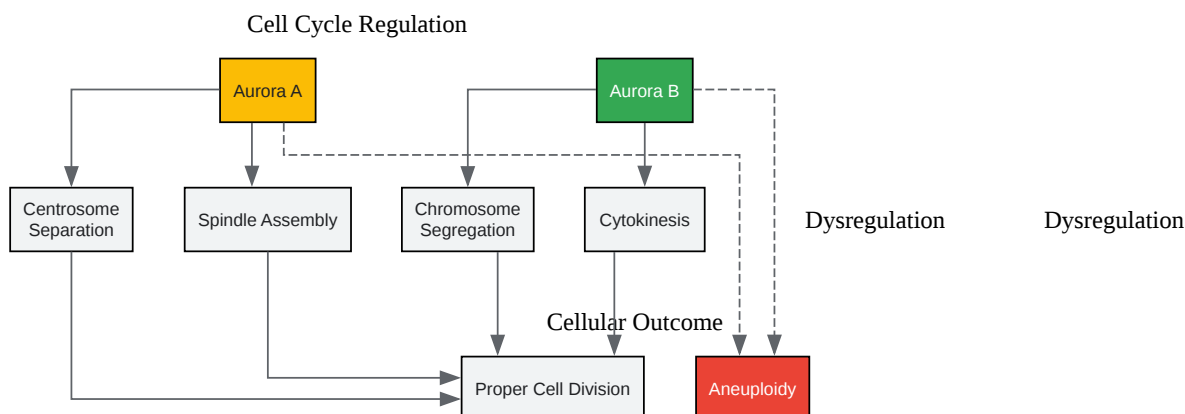 Cell Cycle Regulation
Aurora A
Aurora B
Centrosome
Separation
Spindle Assembly
Chromosome
Segregation
Cytokinesis
Dysregulation
Dysregulation
Cellular Outcome
Proper Cell Division
Aneuploidy